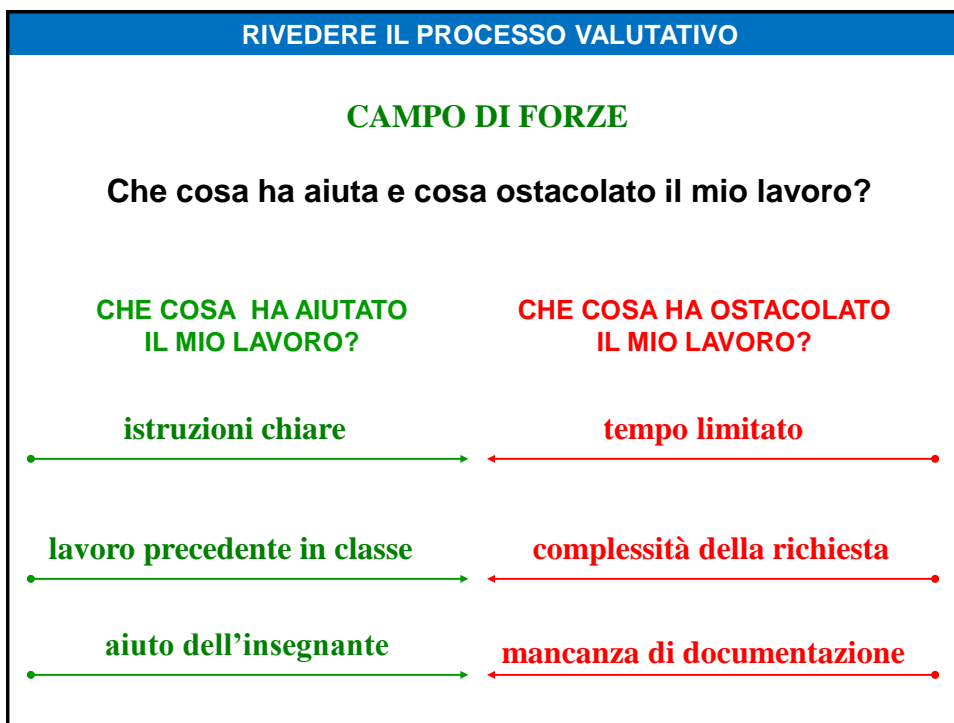 RIVEDERE IL PROCESSO VALUTATIVO
CAMPO DI FORZE
Che cosa ha aiuta e cosa ostacolato il mio lavoro?
CHE COSA HA AIUTATO
IL MIO LAVORO?
CHE COSA HA OSTACOLATO
IL MIO LAVORO?
istruzioni chiare
tempo limitato
lavoro precedente in classe
complessità della richiesta
aiuto dell’insegnante
mancanza di documentazione